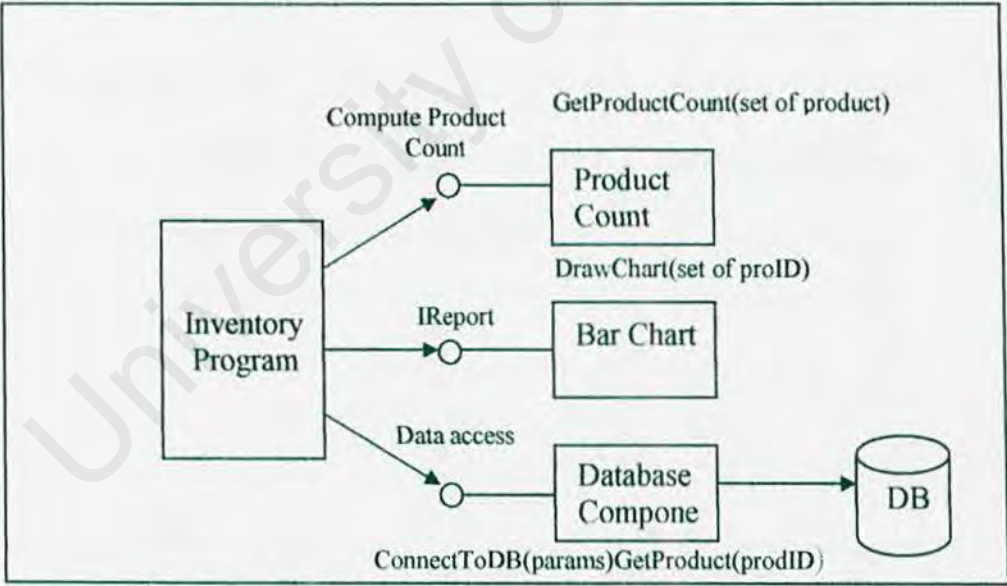 GetProductCount(set of product)
Compute Product
Count
Product
Count
DrawChart(set of proID)
Inventory
Program
IReport
Bar Chart
Data access
Database
Compone
DB
ConnectToDB(params)GetProduct(prodID)
University o